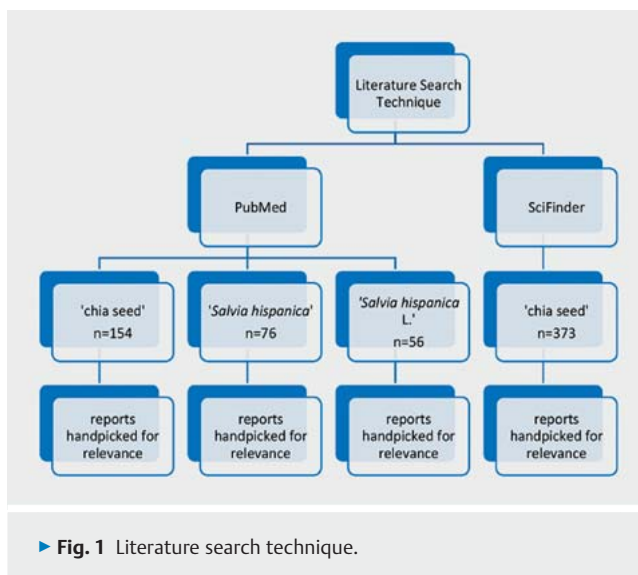 Literature Search
Technique
PubMed
SciFinder
'chia seed'
n=154
'Salvia hispanica'
n=76
'Salvia hispanica
L.'
n=56
'chia seed'
n=373
reports
handpicked for
relevance
reports
handpicked for
relevance
reports
handpicked for
relevance
reports
handpicked for
relevance
▶ Fig. 1 Literature search technique.